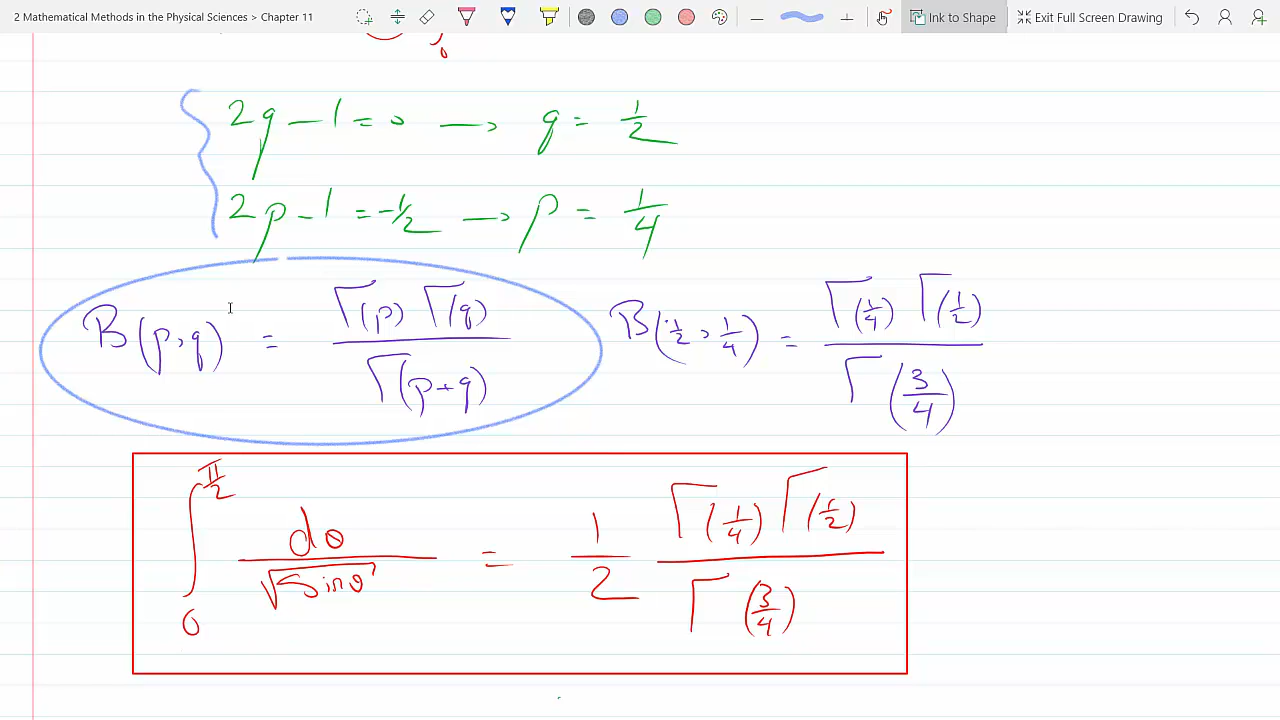 2 Mathematical Methods in the Physical Sciences > Chapter 11 Ink to Shape Exit Full Screen Drawing
0
2q - 1 = 0 → q = 1/2
2p - 1 = -1/2 → p = 1/4
B(p,q) = Γ(p) Γ(q) / Γ(p+q) B(1/2, 1/4) = Γ(1/4) Γ(1/2) / Γ(3/4)
∫₀^(π/2) dθ / √sinθ = 1/2 Γ(1/4) Γ(1/2) / Γ(3/4)